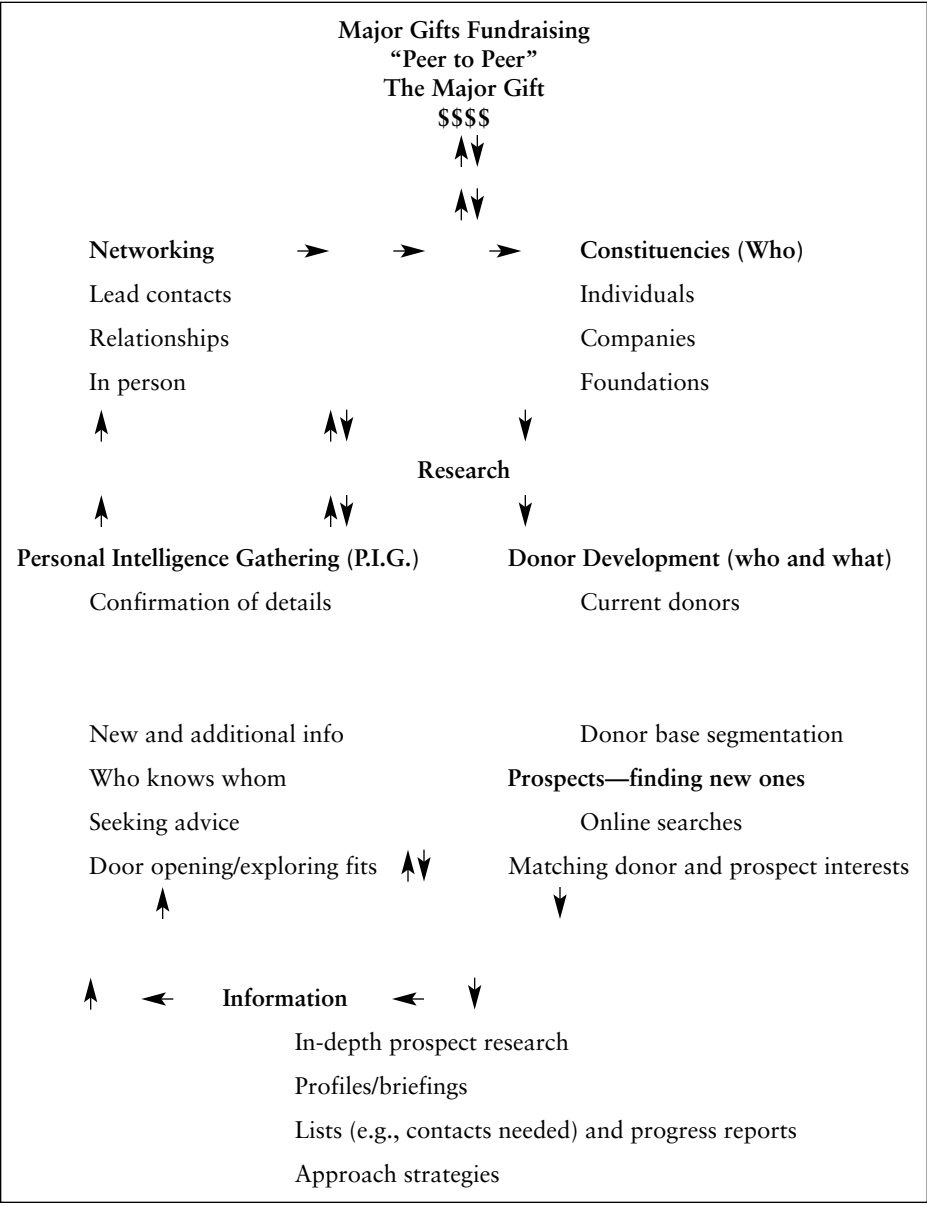 Major Gifts Fundraising
“Peer to Peer”
The Major Gift
$$$$
Networking
Constituencies (Who)
Lead contacts
Individuals
Relationships
Companies
In person
Foundations
Research
Personal Intelligence Gathering (P.I.G.)
Donor Development (who and what)
Confirmation of details
Current donors
New and additional info
Donor base segmentation
Who knows whom
Prospects—finding new ones
Seeking advice
Online searches
Door opening/exploring fits
Matching donor and prospect interests
Information
In-depth prospect research
Profiles/briefings
Lists (e.g., contacts needed) and progress reports
Approach strategies